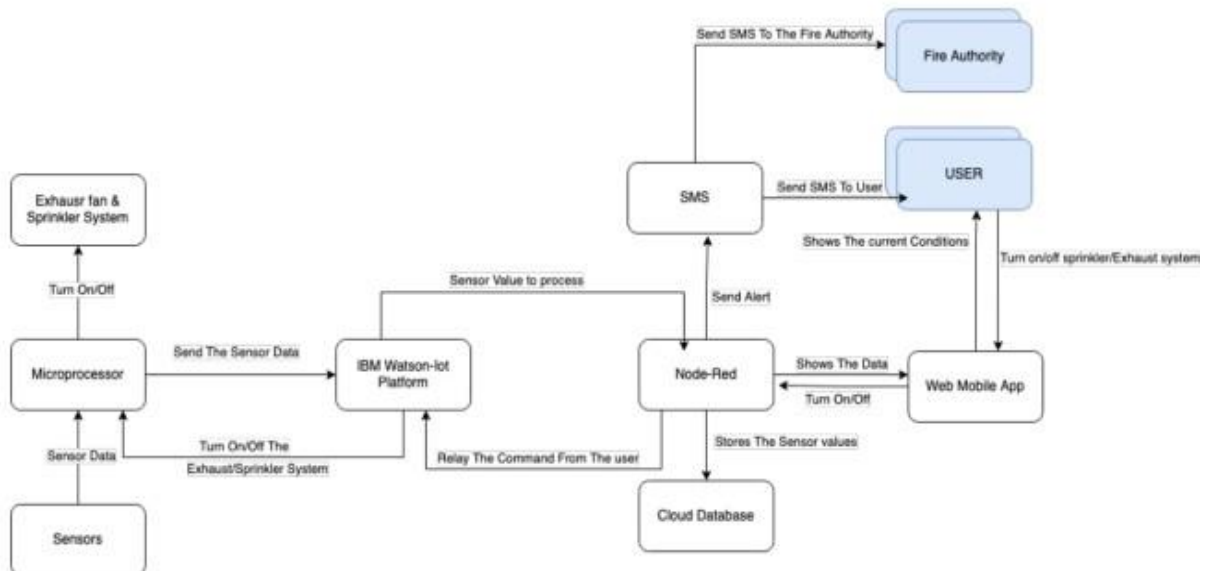 Send SMS To The Fire Authority
Fire Authority
USER
Exhausr fan &
Sprinkler System
SMS
Send SMS To User
Shows The current Conditions
Turn on/off sprinkler/Exhaust system
Turn On/Off
Sensor Value to process
Send Alert
Microprocessor
Send The Sensor Data
IBM Watson-Iot
Platform
Node-Red
Shows The Data
Turn On/Off
Web Mobile App
Sensor Data
Turn On/Off The
Exhaust/Sprinkler System
Relay The Command From The user
Stores The Sensor values
Cloud Database
Sensors